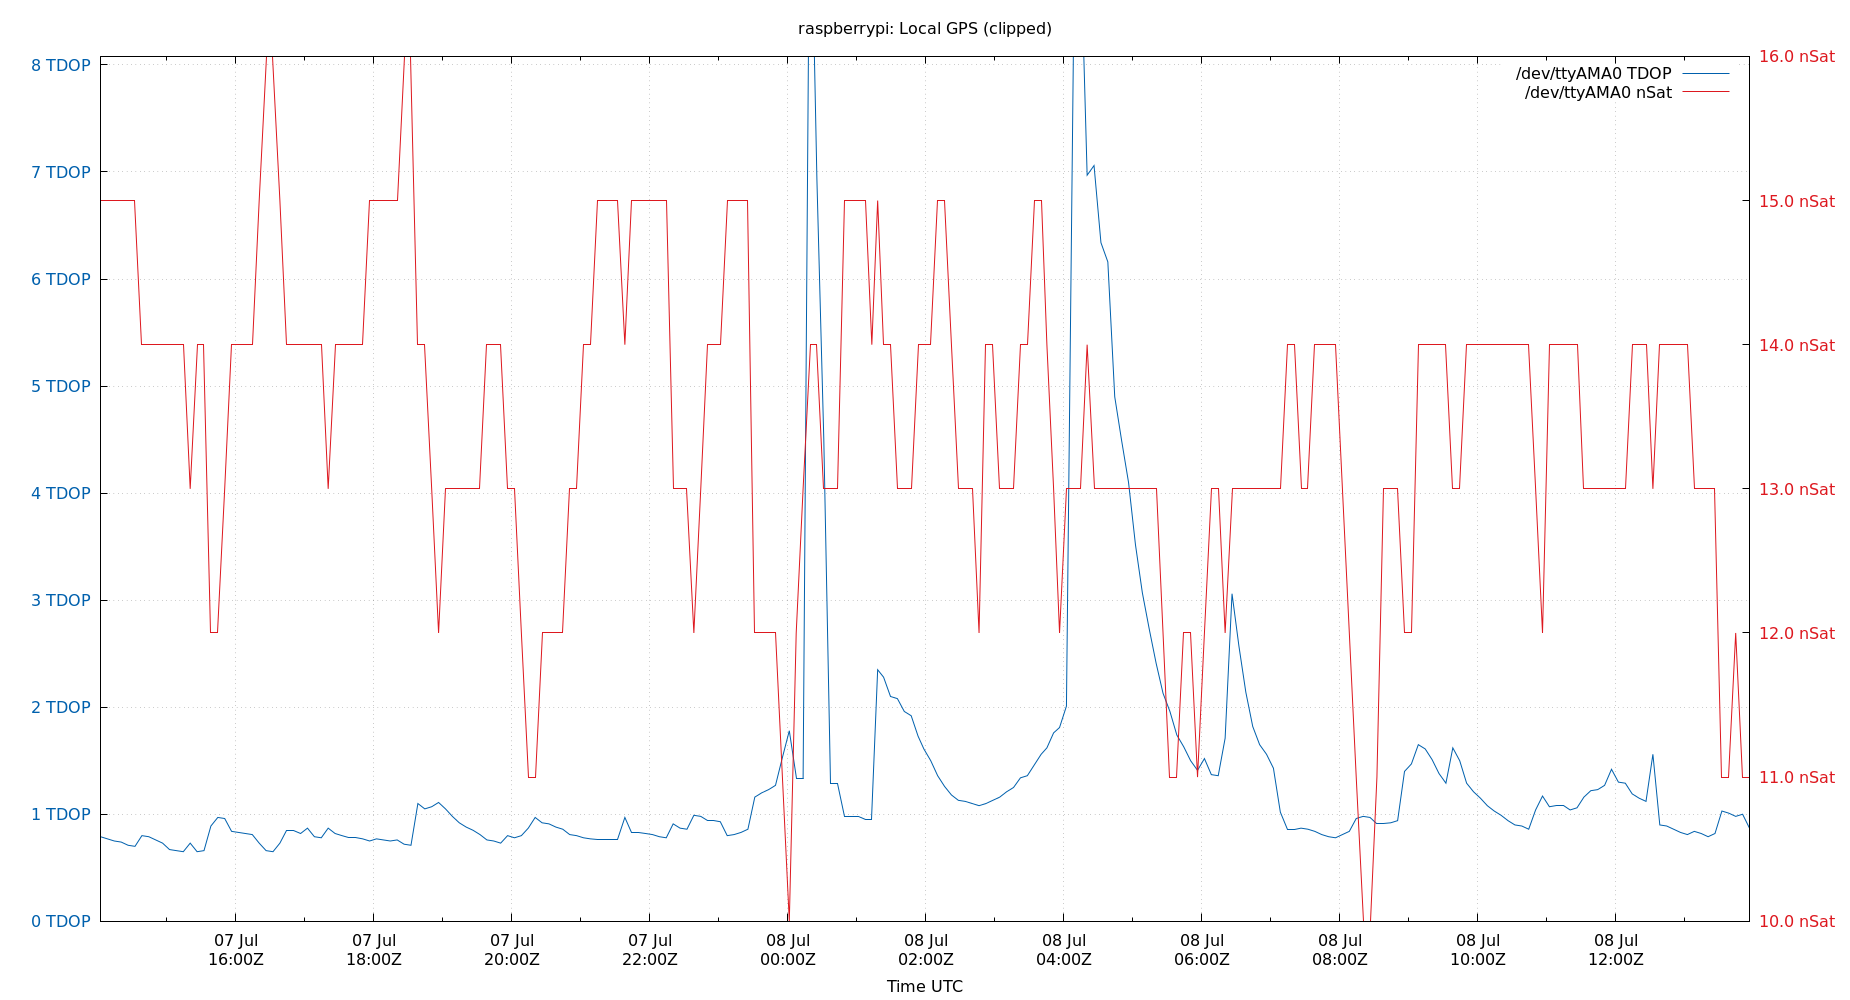 raspberrypi: Local GPS (clipped)
8 TDOP
7 TDOP
6 TDOP
5 TDOP
4 TDOP
3 TDOP
2 TDOP
1 TDOP
0 TDOP
16.0 nSat
15.0 nSat
14.0 nSat
13.0 nSat
12.0 nSat
11.0 nSat
10.0 nSat
/dev/ttyAMA0 TDOP
/dev/ttyAMA0 nSat
07 Jul
16:00Z
07 Jul
18:00Z
07 Jul
20:00Z
07 Jul
22:00Z
08 Jul
00:00Z
08 Jul
02:00Z
08 Jul
04:00Z
08 Jul
06:00Z
08 Jul
08:00Z
08 Jul
10:00Z
08 Jul
12:00Z
Time UTC